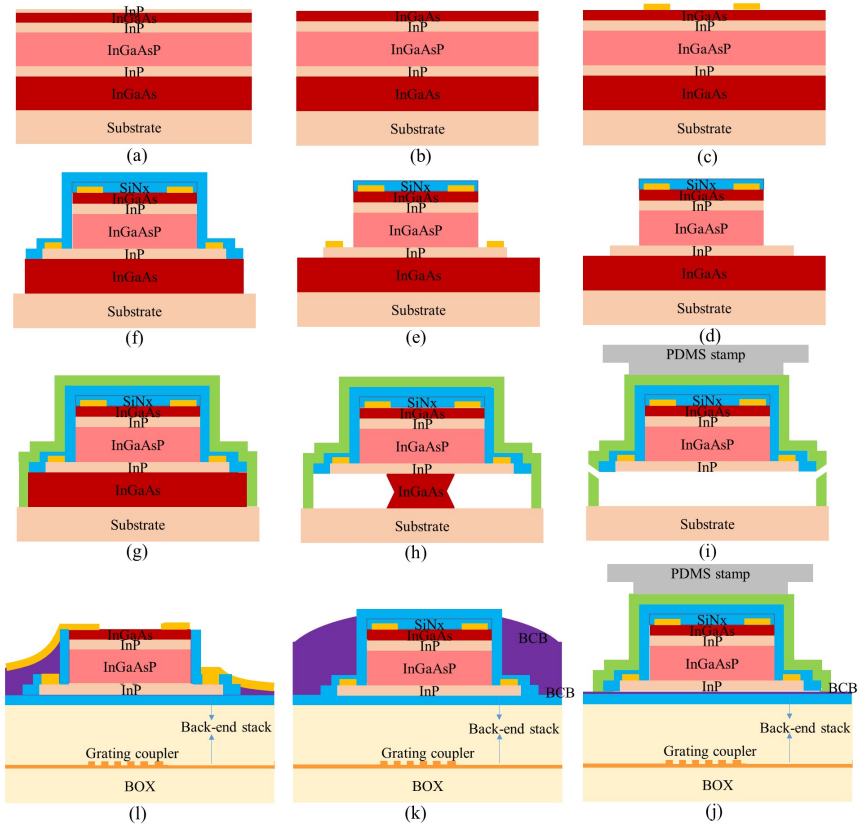 InP
InGaAs
InP
InGaAsP
InP
InGaAs
Substrate
(a)
InGaAs
InP
InGaAsP
InP
InGaAs
Substrate
(b)
InGaAs
InP
InGaAsP
InP
InGaAs
Substrate
(c)
SiNx
InGaAs
InP
InGaAsP
InP
InGaAs
Substrate
(f)
SiNx
InGaAs
InP
InGaAsP
InP
InGaAs
Substrate
(e)
SiNx
InGaAs
InP
InGaAsP
InP
InGaAs
Substrate
(d)
SiNx
InGaAs
InP
InGaAsP
InP
InGaAs
Substrate
(g)
SiNx
InGaAs
InP
InGaAsP
InP
InGaAs
Substrate
(h)
PDMS stamp
SiNx
InGaAs
InP
InGaAsP
InP
Substrate
(i)
InGaAs
InP
InGaAsP
InP
Back-end stack
Grating coupler
BOX
(l)
SiNx
InGaAs
BCB
InP
InGaAsP
InP
BCB
Back-end stack
Grating coupler
BOX
(k)
PDMS stamp
SiNx
InGaAs
InP
InGaAsP
InP
BCB
Back-end stack
Grating coupler
BOX
(j)